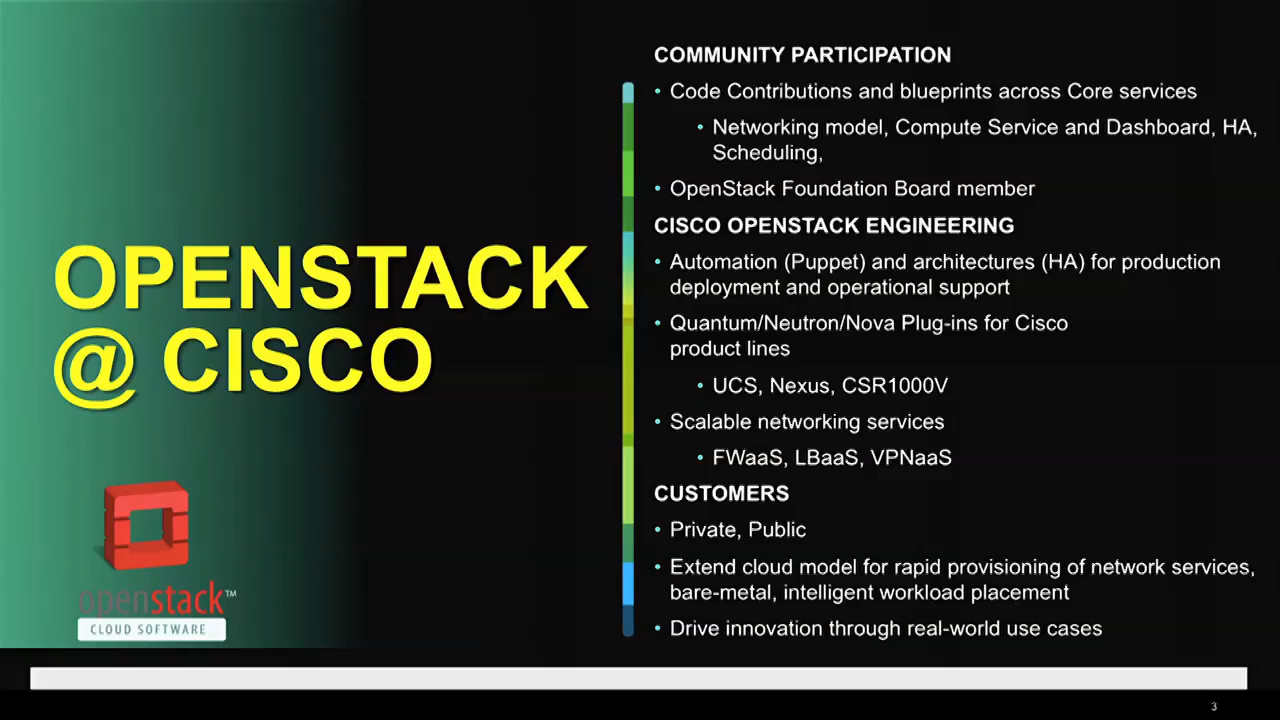 OPENSTACK
@ CISCO
openstack™
CLOUD SOFTWARE
COMMUNITY PARTICIPATION
• Code Contributions and blueprints across Core services
• Networking model, Compute Service and Dashboard, HA,
Scheduling,
• OpenStack Foundation Board member
CISCO OPENSTACK ENGINEERING
• Automation (Puppet) and architectures (HA) for production
deployment and operational support
• Quantum/Neutron/Nova Plug-ins for Cisco
product lines
• UCS, Nexus, CSR1000V
• Scalable networking services
• FWaaS, LBaaS, VPNaaS
CUSTOMERS
• Private, Public
• Extend cloud model for rapid provisioning of network services,
bare-metal, intelligent workload placement
• Drive innovation through real-world use cases
3